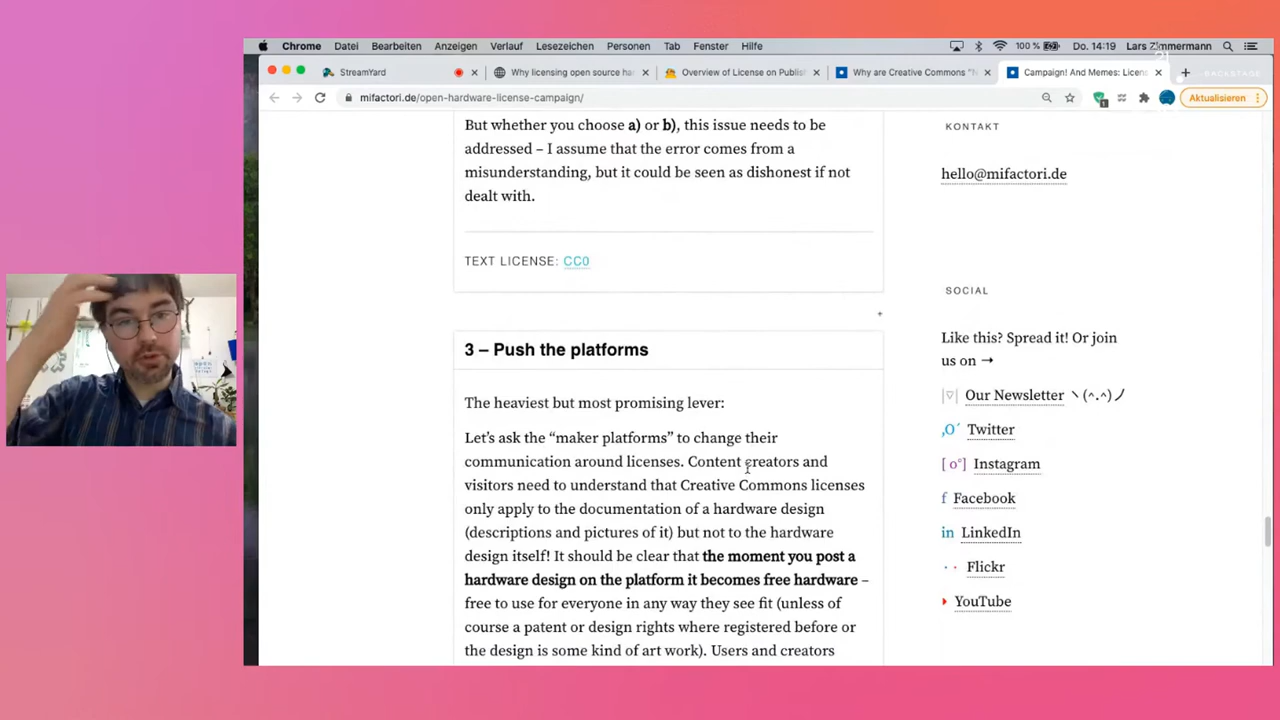 Chrome Datei Bearbeiten Anzeigen Verlauf Lesezeichen Personen Tab Fenster Hilfe 100 % Do. 14:19 Lars Zimmermann
StreamYard Why licensing open source ha Overview of License on Publis Why are Creative Commons "N Campaign! And Memes: Licens BACKSTAGE
mifactori.de/open-hardware-license-campaign/ Aktualisieren
But whether you choose a) or b), this issue needs to be
addressed – I assume that the error comes from a
misunderstanding, but it could be seen as dishonest if not
dealt with.
TEXT LICENSE: CC0
3 – Push the platforms
The heaviest but most promising lever:
Let’s ask the “maker platforms” to change their
communication around licenses. Content creators and
visitors need to understand that Creative Commons licenses
only apply to the documentation of a hardware design
(descriptions and pictures of it) but not to the hardware
design itself! It should be clear that the moment you post a
hardware design on the platform it becomes free hardware –
free to use for everyone in any way they see fit (unless of
course a patent or design rights where registered before or
the design is some kind of art work). Users and creators
KONTAKT
hello@mifactori.de
SOCIAL
Like this? Spread it! Or join
us on →
|▽| Our Newsletter ヽ(^.^)ノ
,O´ Twitter
[ o°] Instagram
f Facebook
in LinkedIn
· · Flickr
YouTube